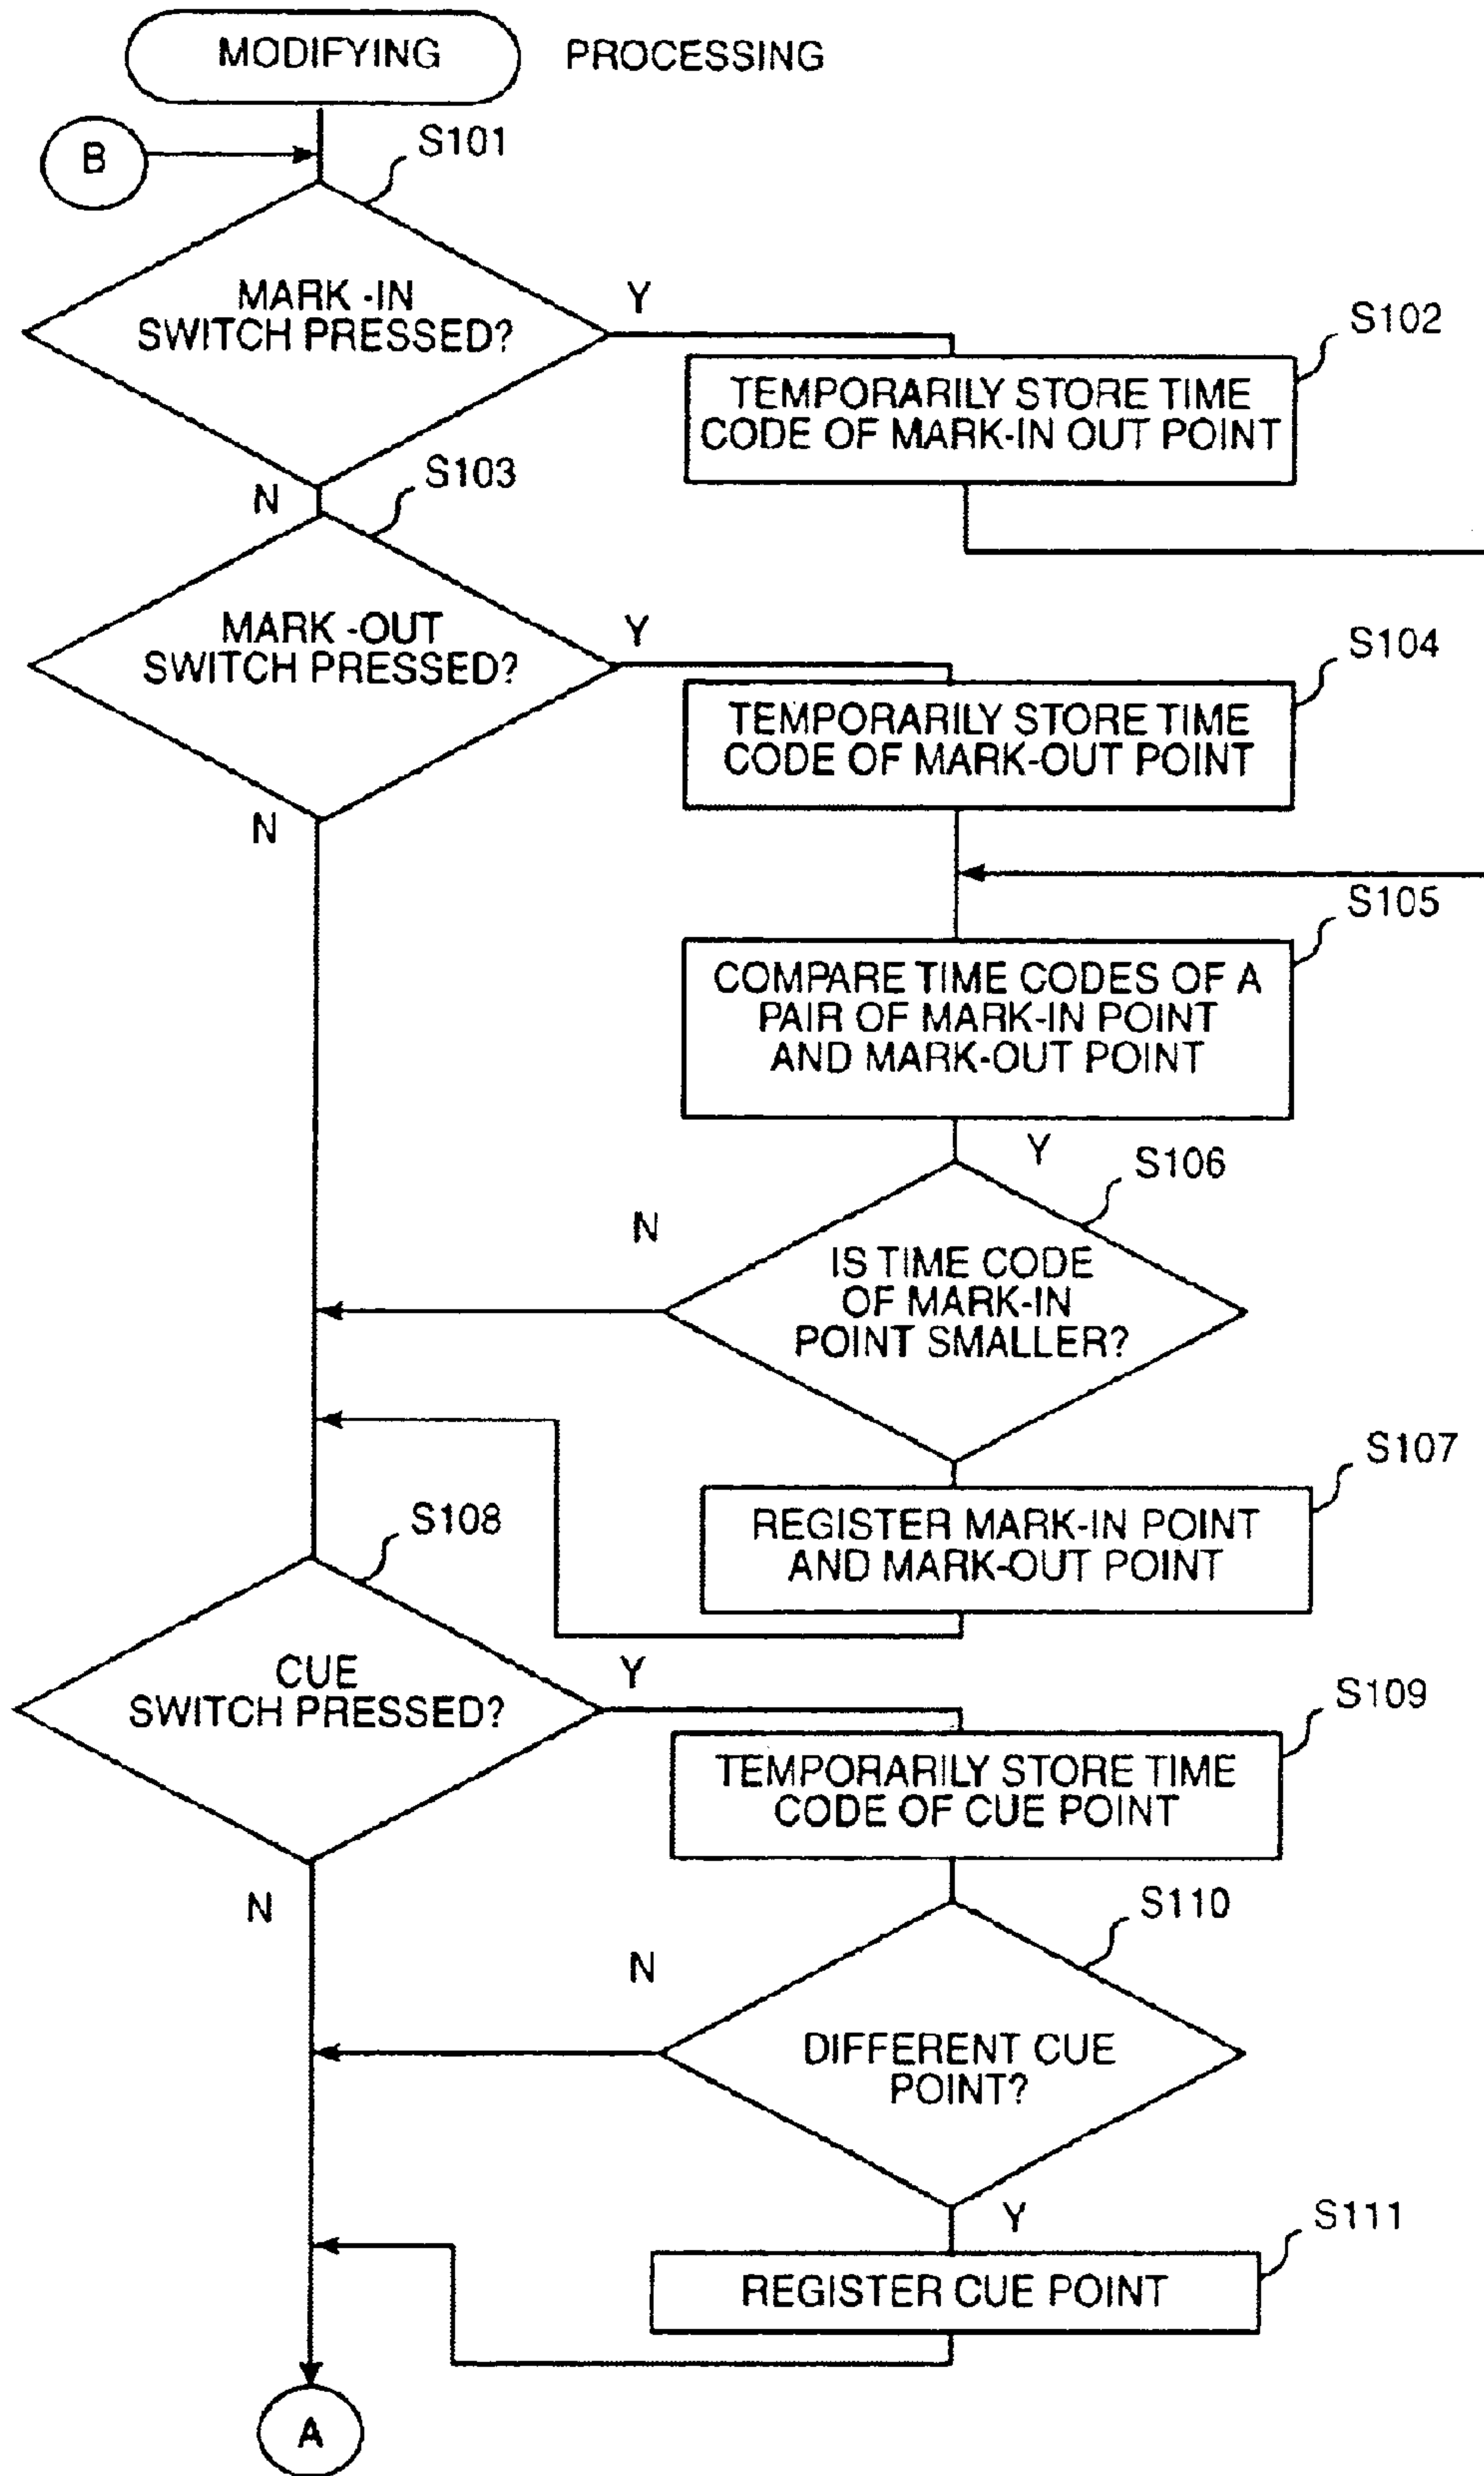 MODIFYING PROCESSING
B
S101
MARK -IN
SWITCH PRESSED?
Y
S102
TEMPORARILY STORE TIME
CODE OF MARK-IN OUT POINT
N
S103
MARK -OUT
SWITCH PRESSED?
Y
S104
TEMPORARILY STORE TIME
CODE OF MARK-OUT POINT
N
S105
COMPARE TIME CODES OF A
PAIR OF MARK-IN POINT
AND MARK-OUT POINT
Y
S106
N
IS TIME CODE
OF MARK-IN
POINT SMALLER?
S107
REGISTER MARK-IN POINT
AND MARK-OUT POINT
S108
CUE
SWITCH PRESSED?
Y
S109
TEMPORARILY STORE TIME
CODE OF CUE POINT
N
S110
N
DIFFERENT CUE
POINT?
Y
S111
REGISTER CUE POINT
A